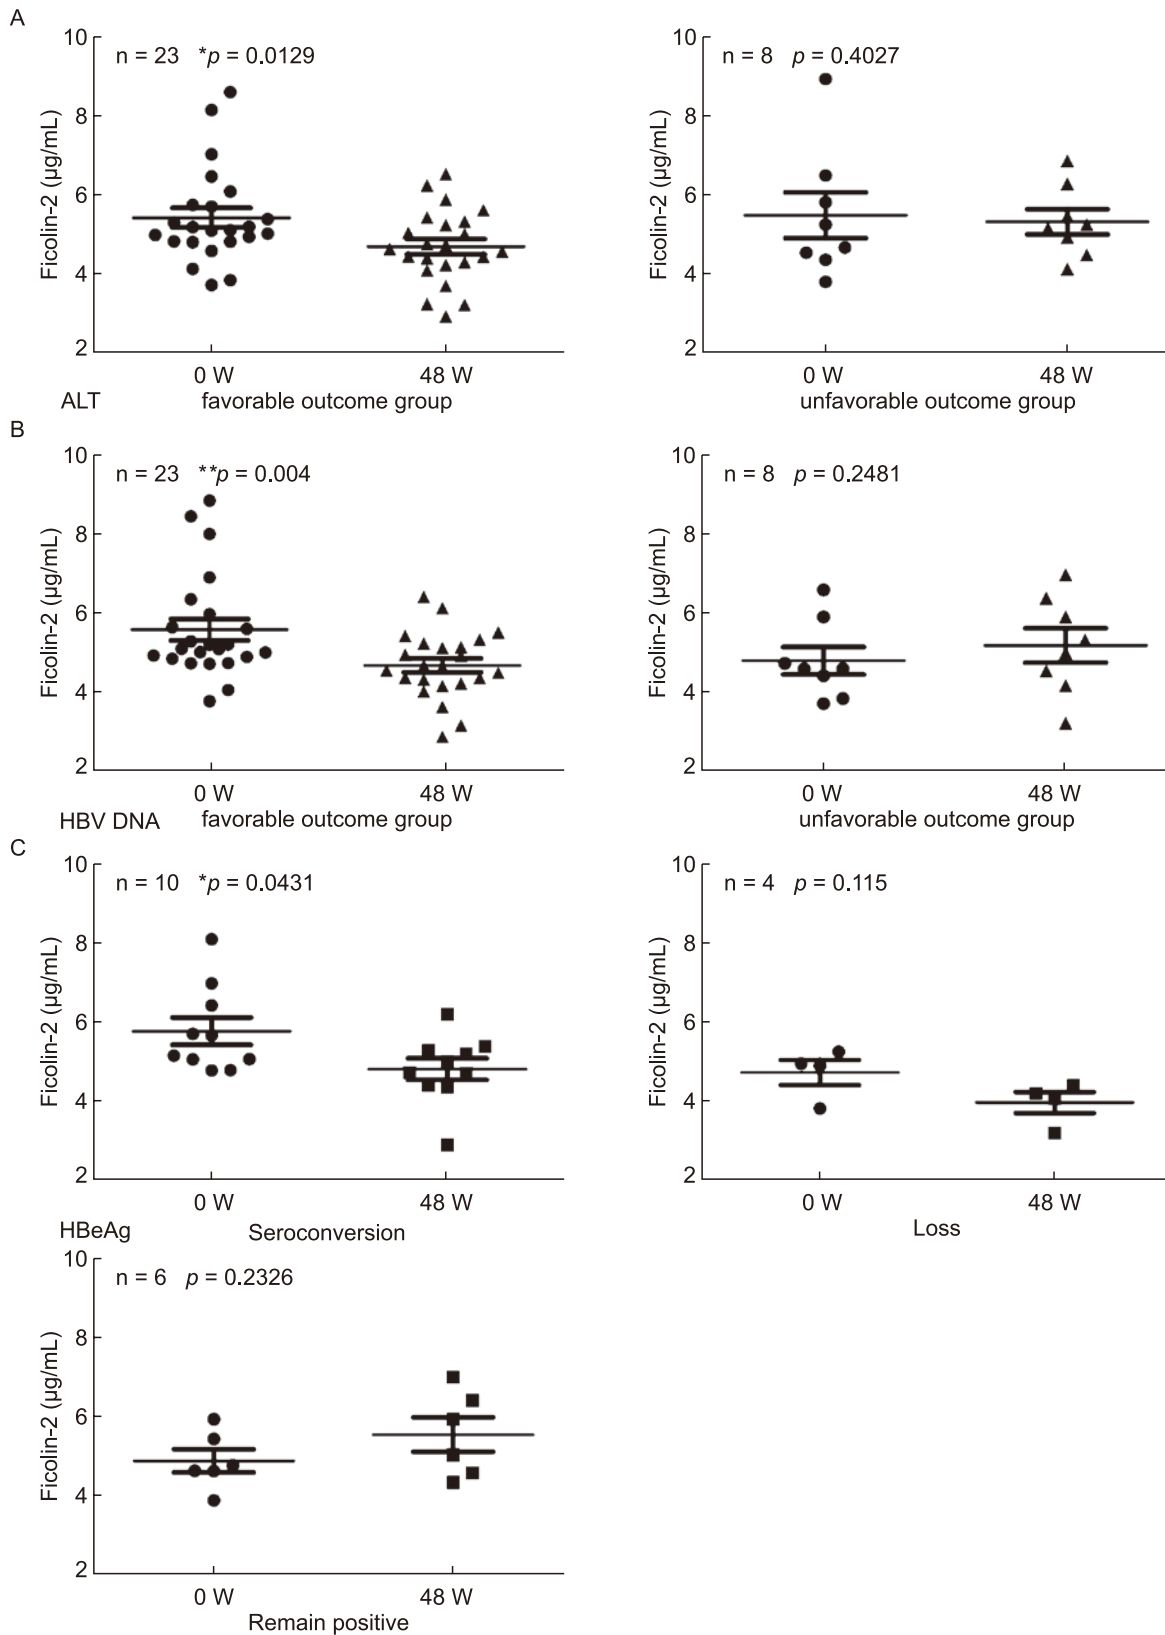 A
10
8
6
4
2
Ficolin-2 (µg/mL)
n = 23 *p = 0.0129
0 W 48 W
ALT favorable outcome group
10
8
6
4
2
Ficolin-2 (µg/mL)
n = 8 p = 0.4027
0 W 48 W
unfavorable outcome group
B
10
8
6
4
2
Ficolin-2 (µg/mL)
n = 23 **p = 0.004
0 W 48 W
HBV DNA favorable outcome group
10
8
6
4
2
Ficolin-2 (µg/mL)
n = 8 p = 0.2481
0 W 48 W
unfavorable outcome group
C
10
8
6
4
2
Ficolin-2 (µg/mL)
n = 10 *p = 0.0431
0 W 48 W
HBeAg Seroconversion
10
8
6
4
2
Ficolin-2 (µg/mL)
n = 4 p = 0.115
0 W 48 W
Loss
10
8
6
4
2
Ficolin-2 (µg/mL)
n = 6 p = 0.2326
0 W 48 W
Remain positive